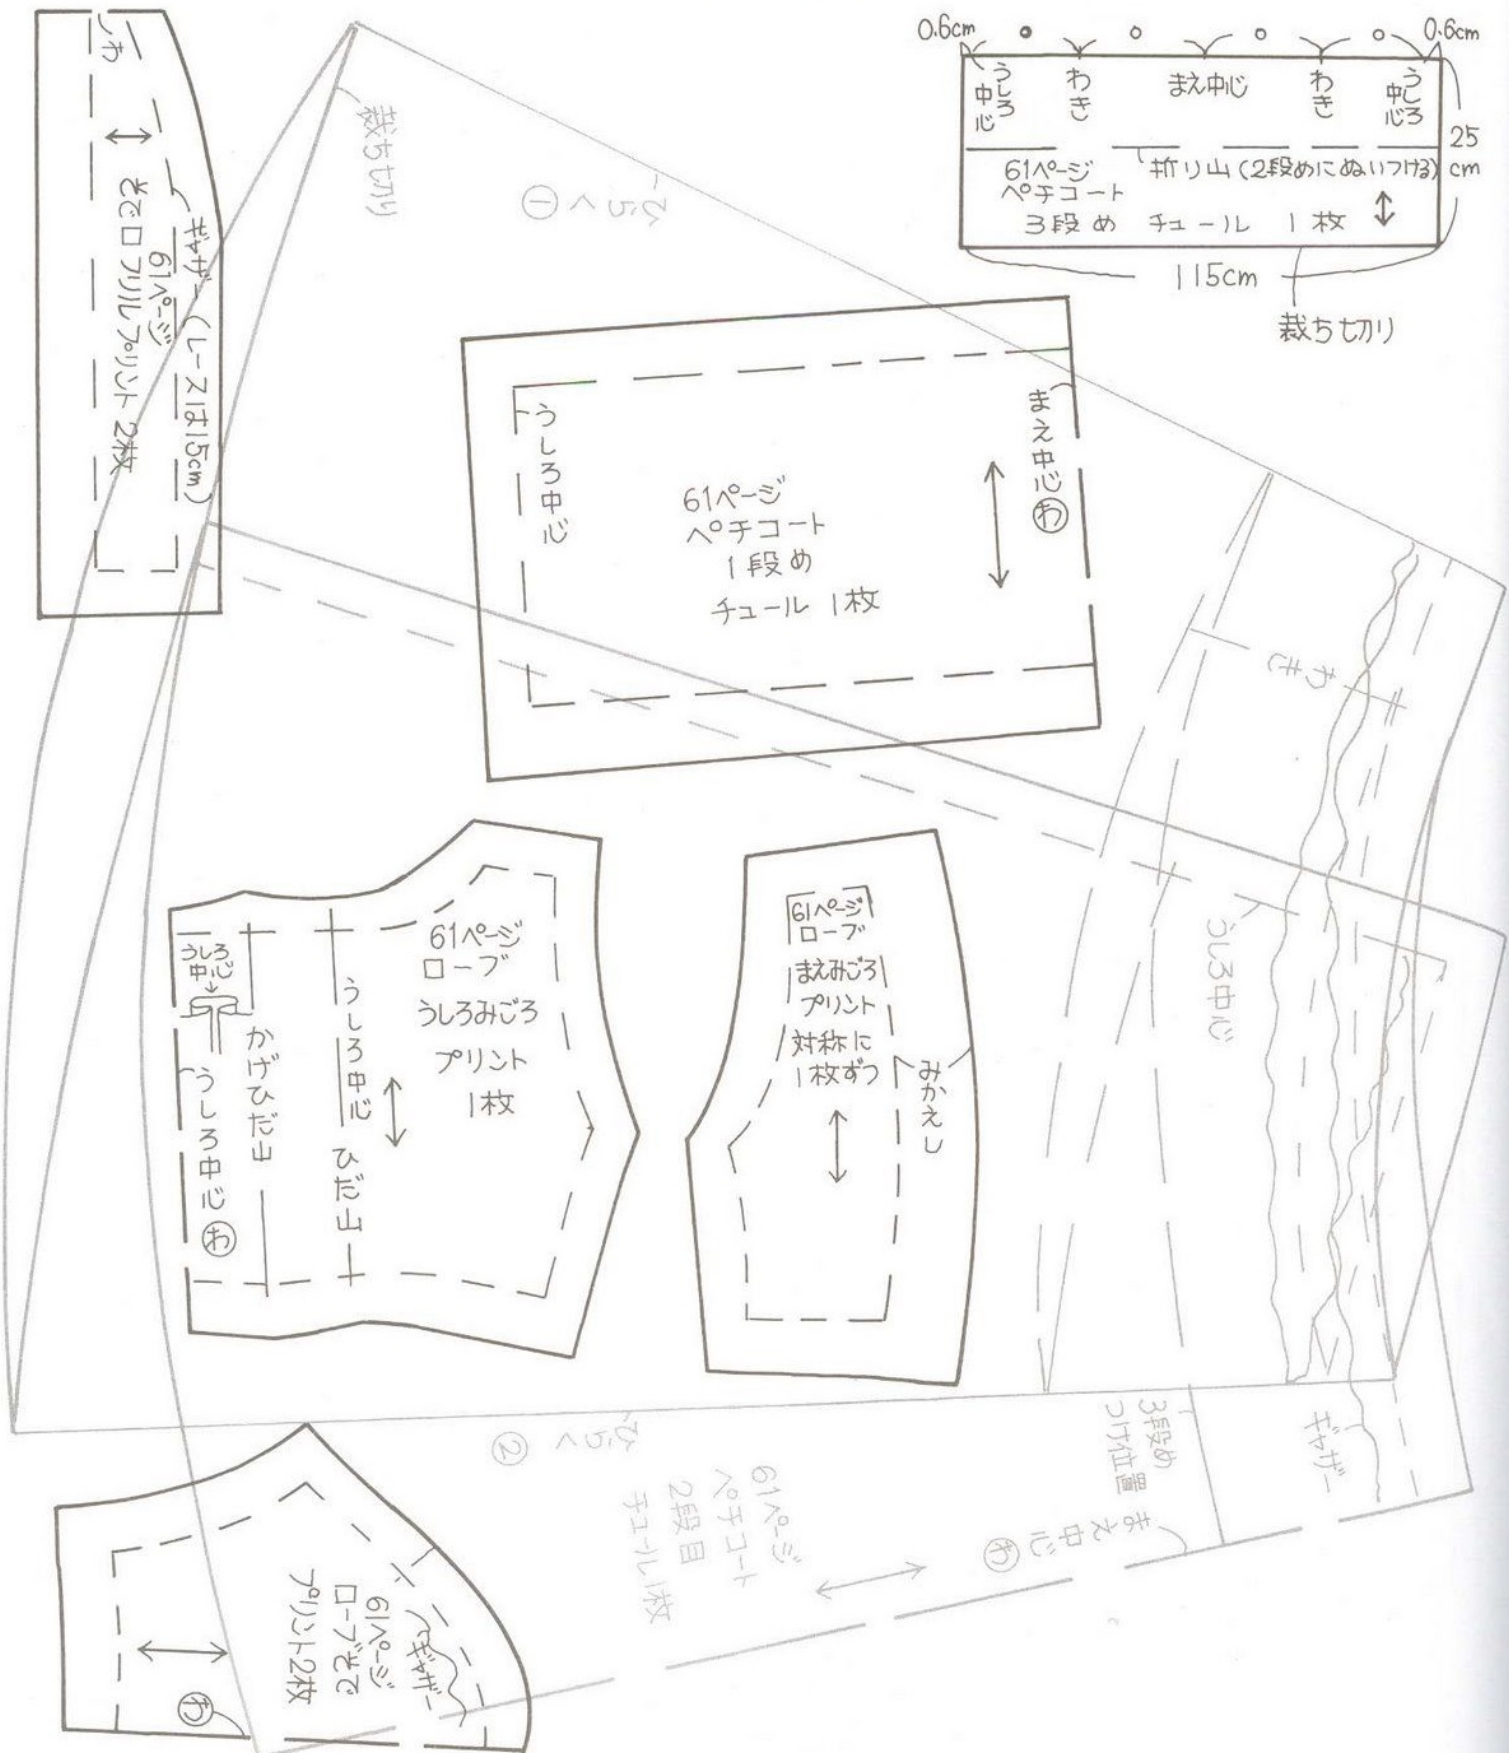 0.6cm
0.6cm
うしろ中心
わき
まえ中心
わき
うしろ中心
25cm
61ページ
ペチコート
折り山(2段めにぬいつける)
3段め チュール 1枚
115cm
裁ち切り
わ
ギャザー(レースは15cm)
61ページ
そで口フリルプリント2枚
裁ち切り
ひらく①
うしろ中心
61ページ
ペチコート
1段め
チュール 1枚
まえ中心 わ
わき
うしろ中心
うしろ中心
かげひだ山
うしろ中心 わ
うしろ中心 ひだ山
61ページ
ローブ
うしろみごろ
プリント
1枚
61ページ
ローブ
まえみごろ
プリント
対称に
1枚ずつ
みかえし
3段め
つけ位置
ギャザー
ひらく②
61ページ
ペチコート
2段目
チュール1枚
まえ中心 わ
ギャザー
61ページ
ローブそで
プリント2枚
わ